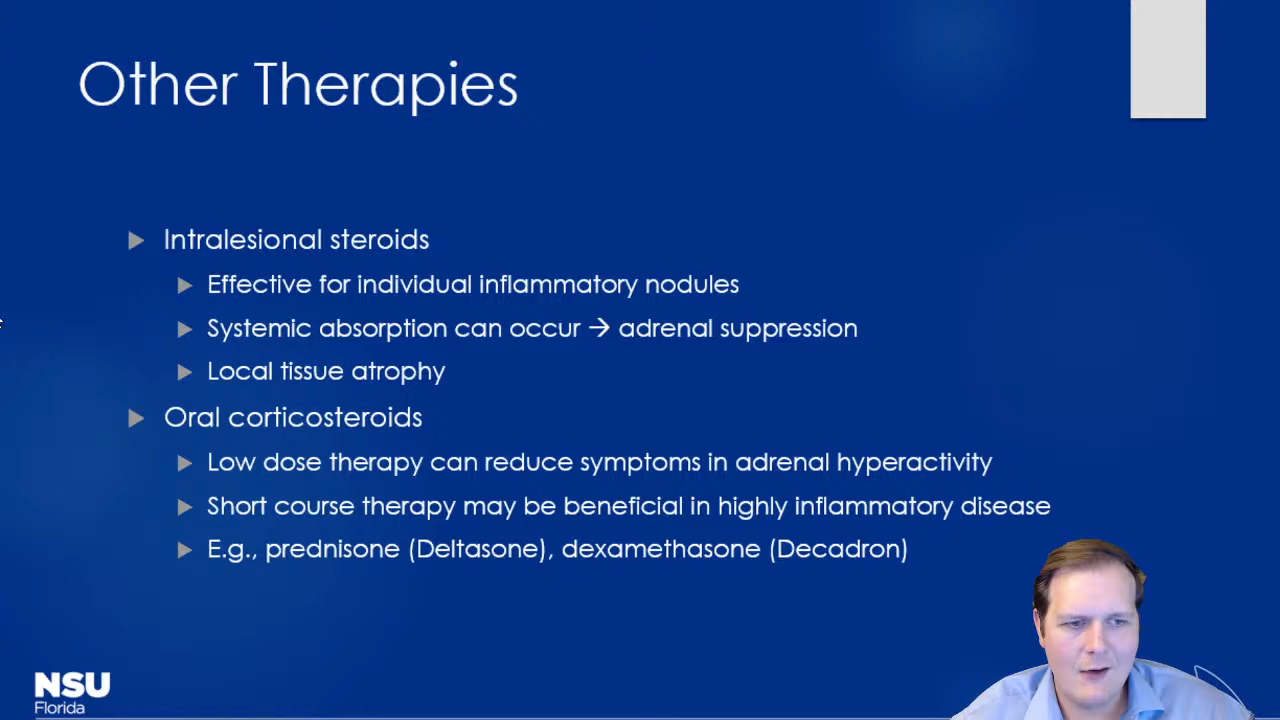 Other Therapies
Intralesional steroids
Effective for individual inflammatory nodules
Systemic absorption can occur → adrenal suppression
Local tissue atrophy
Oral corticosteroids
Low dose therapy can reduce symptoms in adrenal hyperactivity
Short course therapy may be beneficial in highly inflammatory disease
E.g., prednisone (Deltasone), dexamethasone (Decadron)
NSU
Florida